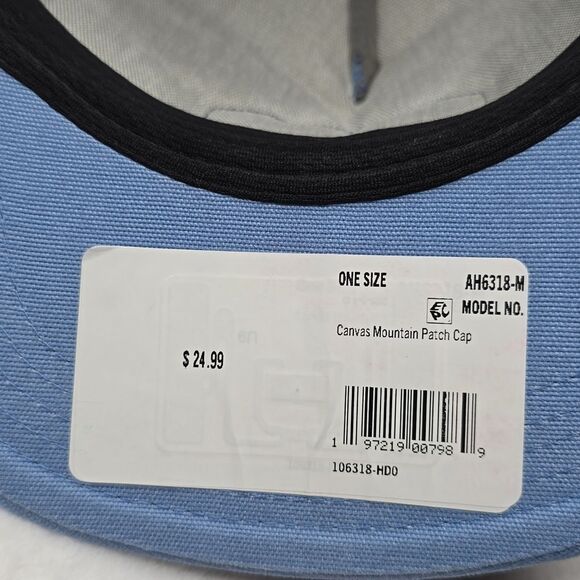 ONE SIZE AH6318-M
MODEL NO.
Canvas Mountain Patch Cap
$ 24.99
1 97219 00798 9
106318-HD0